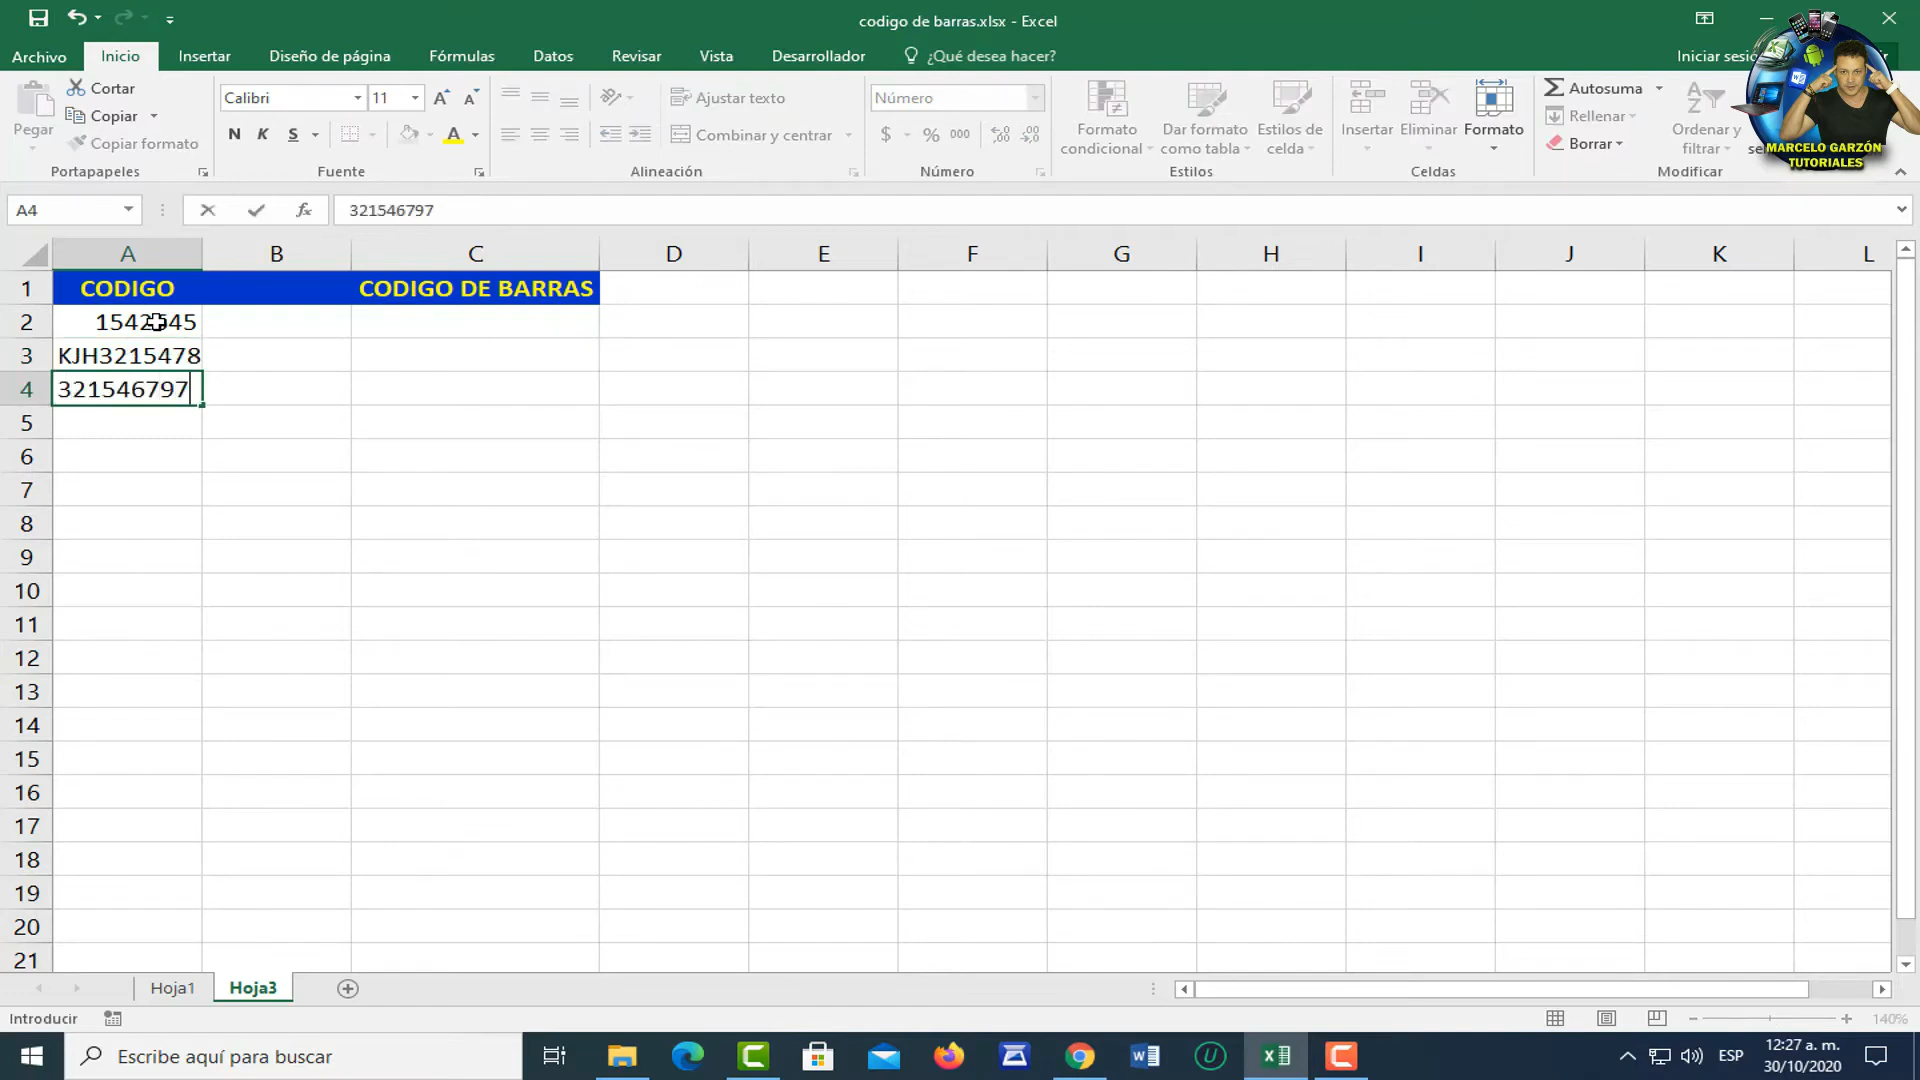 codigo de barras.xlsx - Excel
Archivo Inicio Insertar Diseño de página Fórmulas Datos Revisar Vista Desarrollador ¿Qué desea hacer? Iniciar
Pegar
Cortar
Copiar
Copiar formato
Portapapeles
Calibri 11
N K S A
Fuente
Ajustar texto
Combinar y centrar
Alineación
Número
$ % 000
Número
Formato condicional
Dar formato como tabla
Estilos de celda
Estilos
Insertar Eliminar Formato
Celdas
Autosuma
Rellenar
Borrar
Ordenar y filtrar
Modificar
MARCELO GARZÓN
TUTORIALES
A4 fx 321546797
A B C D E F G H I J K L
1 CODIGO CODIGO DE BARRAS
2
3 KJH3215478
4 321546797
5
6
7
8
9
10
11
12
13
14
15
16
17
18
19
20
21
Hoja1 Hoja3
Introducir 140%
Escribe aquí para buscar
ESP
12:27 a. m.
30/10/2020